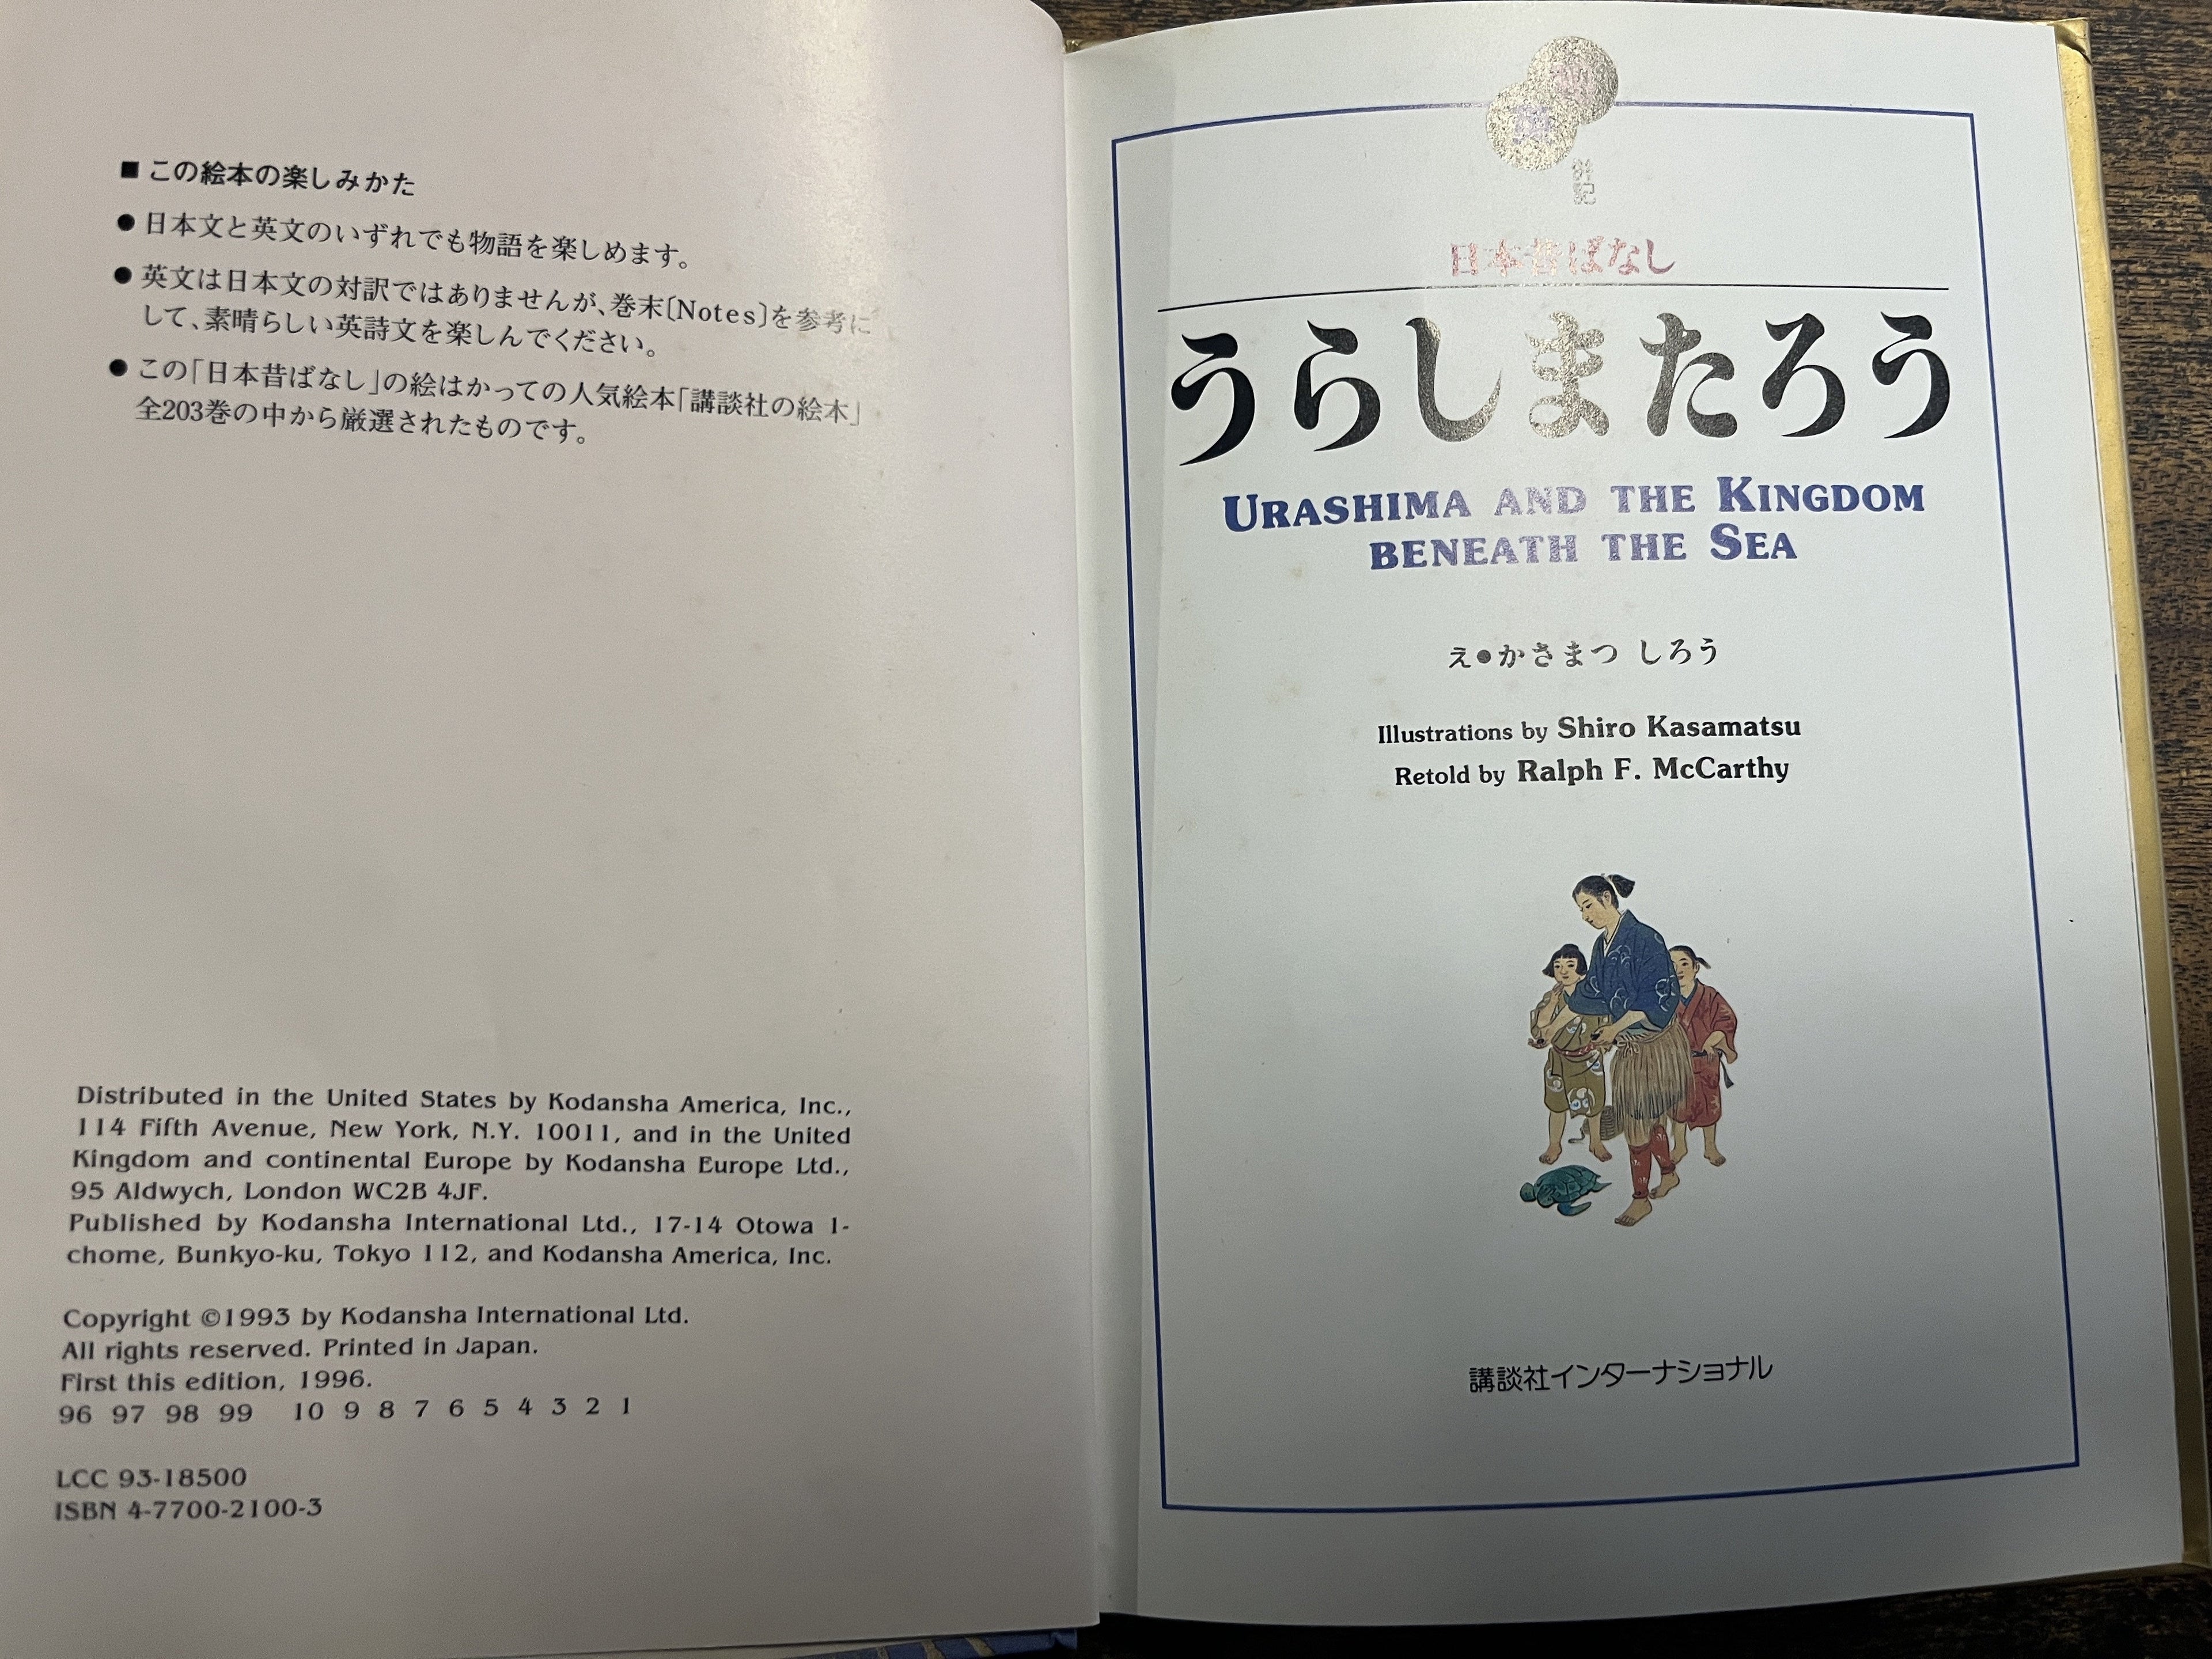 ■ この絵本の楽しみかた
● 日本文と英文のいずれでも物語を楽しめます。
● 英文は日本文の対訳ではありませんが、巻末〔Notes〕を参考に
して、素晴らしい英詩文を楽しんでください。
● この「日本昔ばなし」の絵はかっての人気絵本「講談社の絵本」
全203巻の中から厳選されたものです。
Distributed in the United States by Kodansha America, Inc.,
114 Fifth Avenue, New York, N.Y. 10011, and in the United
Kingdom and continental Europe by Kodansha Europe Ltd.,
95 Aldwych, London WC2B 4JF.
Published by Kodansha International Ltd., 17-14 Otowa 1-
chome, Bunkyo-ku, Tokyo 112, and Kodansha America, Inc.
Copyright ©1993 by Kodansha International Ltd.
All rights reserved. Printed in Japan.
First this edition, 1996.
96 97 98 99 10 9 8 7 6 5 4 3 2 1
LCC 93-18500
ISBN 4-7700-2100-3
併記
日本昔ばなし
うらしまたろう
URASHIMA AND THE KINGDOM
BENEATH THE SEA
え●かさまつ しろう
Illustrations by Shiro Kasamatsu
Retold by Ralph F. McCarthy
講談社インターナショナル